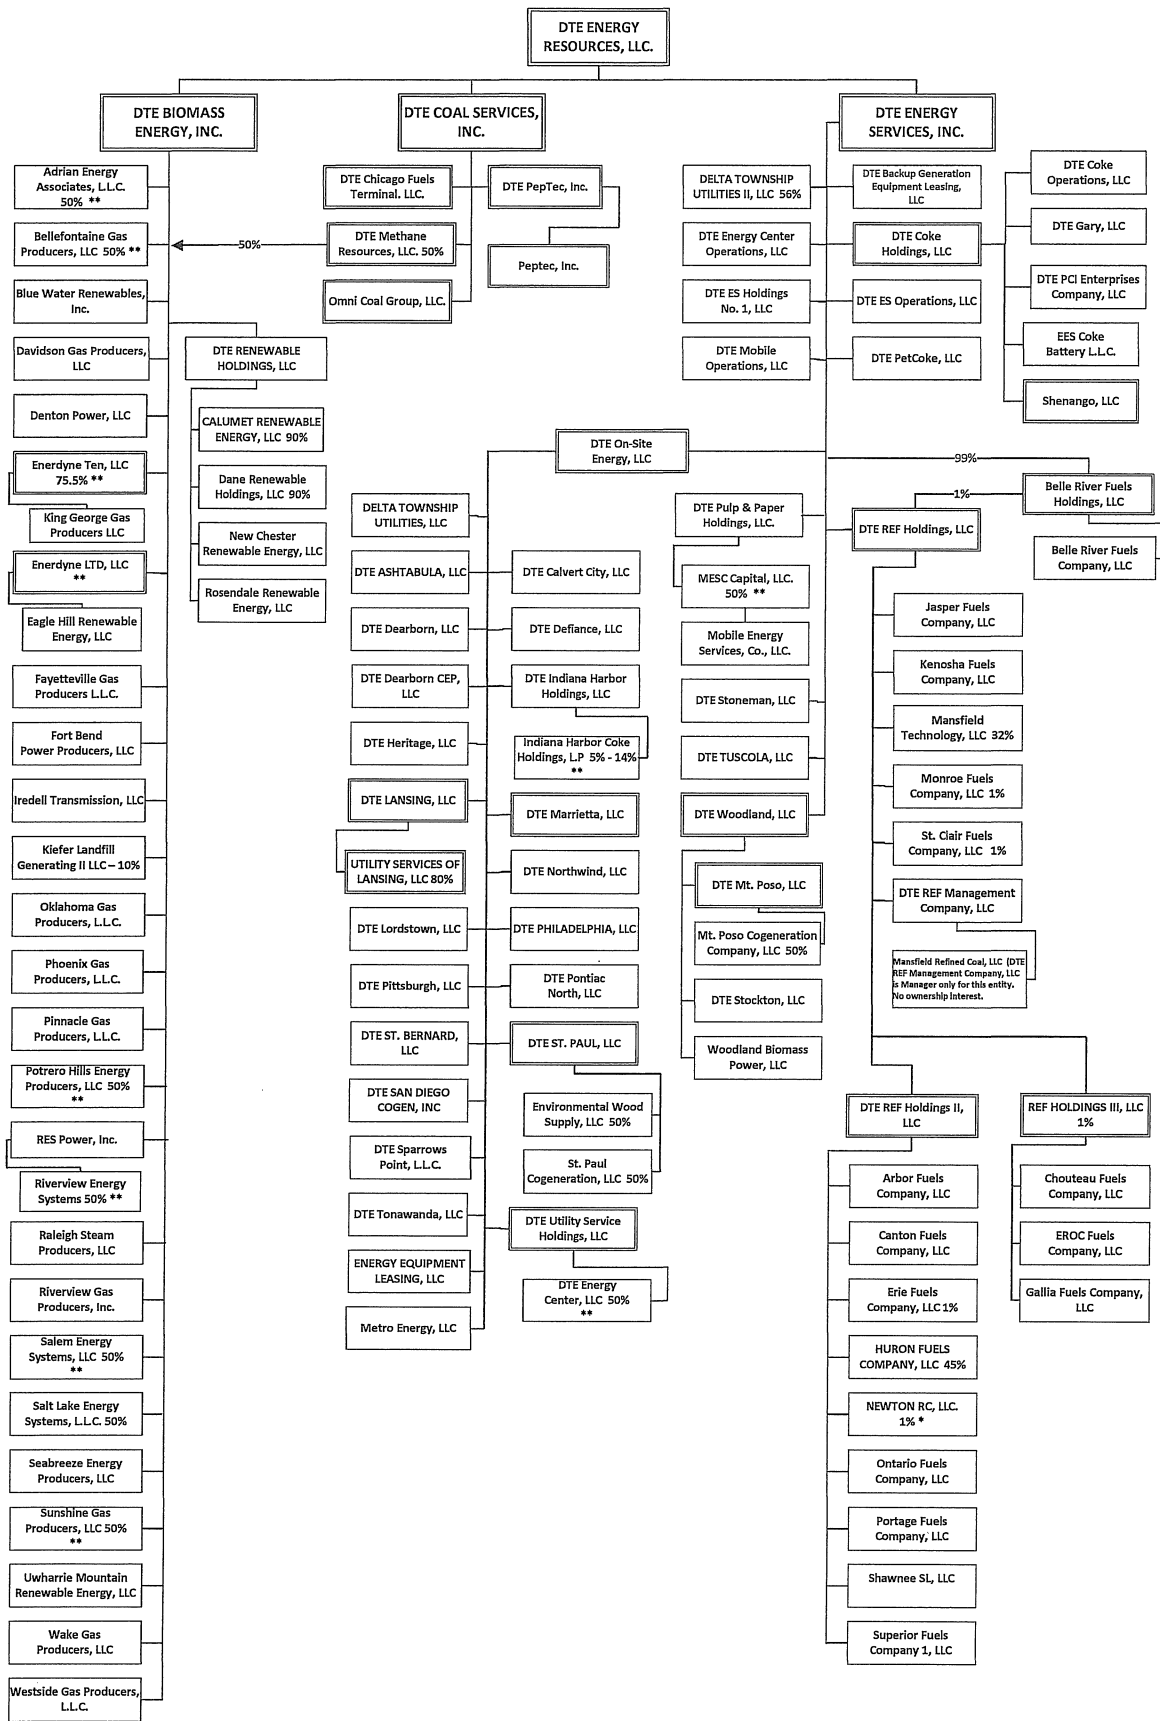 DTE ENERGY
RESOURCES, LLC.
DTE BIOMASS
ENERGY, INC.
DTE COAL SERVICES,
INC.
DTE ENERGY
SERVICES, INC.
Adrian Energy
Associates, L.L.C.
50% **
Bellefontaine Gas
Producers, LLC 50% **
Blue Water Renewables,
Inc.
Davidson Gas Producers,
LLC
Denton Power, LLC
Enerdyne Ten, LLC
75.5% **
King George Gas
Producers LLC
Enerdyne LTD, LLC
**
Eagle Hill Renewable
Energy, LLC
Fayetteville Gas
Producers L.L.C.
Fort Bend
Power Producers, LLC
Iredell Transmission, LLC
Kiefer Landfill
Generating II LLC – 10%
Oklahoma Gas
Producers, L.L.C.
Phoenix Gas
Producers, L.L.C.
Pinnacle Gas
Producers, L.L.C.
Potrero Hills Energy
Producers, LLC 50%
**
RES Power, Inc.
Riverview Energy
Systems 50% **
Raleigh Steam
Producers, LLC
Riverview Gas
Producers, Inc.
Salem Energy
Systems, LLC 50%
**
Salt Lake Energy
Systems, L.L.C. 50%
Seabreeze Energy
Producers, LLC
Sunshine Gas
Producers, LLC 50%
**
Uwharrie Mountain
Renewable Energy, LLC
Wake Gas
Producers, LLC
Westside Gas Producers,
L.L.C.
DTE RENEWABLE
HOLDINGS, LLC
CALUMET RENEWABLE
ENERGY, LLC 90%
Dane Renewable
Holdings, LLC 90%
New Chester
Renewable Energy, LLC
Rosendale Renewable
Energy, LLC
DTE Chicago Fuels
Terminal. LLC.
DTE PepTec, Inc.
50%
DTE Methane
Resources, LLC. 50%
Peptec, Inc.
Omni Coal Group, LLC.
DELTA TOWNSHIP
UTILITIES II, LLC 56%
DTE Backup Generation
Equipment Leasing,
LLC
DTE Energy Center
Operations, LLC
DTE Coke
Holdings, LLC
DTE ES Holdings
No. 1, LLC
DTE ES Operations, LLC
DTE Mobile
Operations, LLC
DTE PetCoke, LLC
DTE Coke
Operations, LLC
DTE Gary, LLC
DTE PCI Enterprises
Company, LLC
EES Coke
Battery L.L.C.
Shenango, LLC
DTE On-Site
Energy, LLC
DELTA TOWNSHIP
UTILITIES, LLC
DTE ASHTABULA, LLC
DTE Calvert City, LLC
DTE Dearborn, LLC
DTE Defiance, LLC
DTE Dearborn CEP,
LLC
DTE Indiana Harbor
Holdings, LLC
DTE Heritage, LLC
Indiana Harbor Coke
Holdings, L.P 5% - 14%
**
DTE LANSING, LLC
DTE Marrietta, LLC
UTILITY SERVICES OF
LANSING, LLC 80%
DTE Northwind, LLC
DTE Lordstown, LLC
DTE PHILADELPHIA, LLC
DTE Pittsburgh, LLC
DTE Pontiac
North, LLC
DTE ST. BERNARD,
LLC
DTE ST. PAUL, LLC
DTE SAN DIEGO
COGEN, INC
Environmental Wood
Supply, LLC 50%
DTE Sparrows
Point, L.L.C.
St. Paul
Cogeneration, LLC 50%
DTE Tonawanda, LLC
DTE Utility Service
Holdings, LLC
ENERGY EQUIPMENT
LEASING, LLC
DTE Energy
Center, LLC 50%
**
Metro Energy, LLC
DTE Pulp & Paper
Holdings, LLC.
MESC Capital, LLC.
50% **
Mobile Energy
Services, Co., LLC.
DTE Stoneman, LLC
DTE TUSCOLA, LLC
DTE Woodland, LLC
DTE Mt. Poso, LLC
Mt. Poso Cogeneration
Company, LLC 50%
DTE Stockton, LLC
Woodland Biomass
Power, LLC
99%
1%
Belle River Fuels
Holdings, LLC
DTE REF Holdings, LLC
Belle River Fuels
Company, LLC
Jasper Fuels
Company, LLC
Kenosha Fuels
Company, LLC
Mansfield
Technology, LLC 32%
Monroe Fuels
Company, LLC 1%
St. Clair Fuels
Company, LLC 1%
DTE REF Management
Company, LLC
Mansfield Refined Coal, LLC (DTE
REF Management Company, LLC
is Manager only for this entity.
No ownership Interest.
DTE REF Holdings II,
LLC
REF HOLDINGS III, LLC
1%
Arbor Fuels
Company, LLC
Canton Fuels
Company, LLC
Erie Fuels
Company, LLC 1%
HURON FUELS
COMPANY, LLC 45%
NEWTON RC, LLC.
1% *
Ontario Fuels
Company, LLC
Portage Fuels
Company, LLC
Shawnee SL, LLC
Superior Fuels
Company 1, LLC
Chouteau Fuels
Company, LLC
EROC Fuels
Company, LLC
Gallia Fuels Company,
LLC